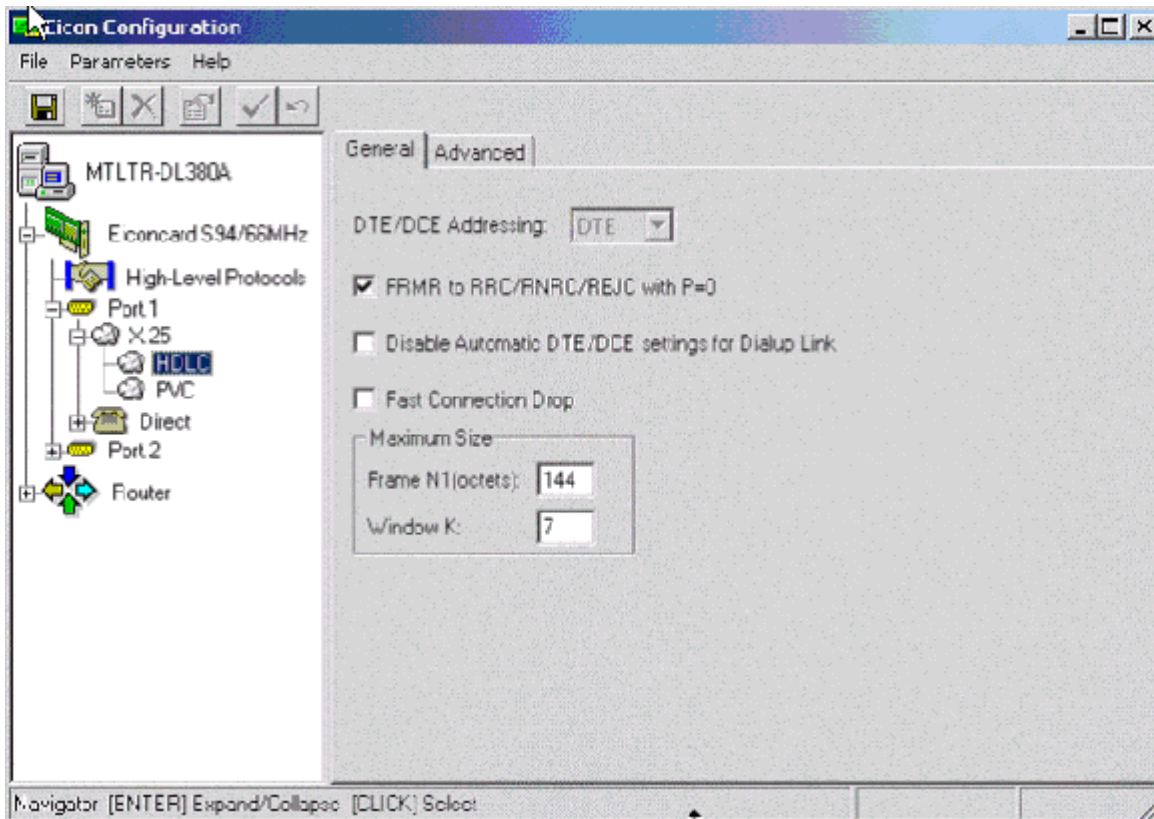 Eicon Configuration
File Parameters Help
MTLTR-DL380A
Eiconcard S94/66MHz
High-Level Protocols
Port 1
X.25
HDLC
PVC
Direct
Port 2
Router
General
Advanced
DTE/DCE Addressing: DTE
FRMR to RRC/RNRC/REJC with P=0
Disable Automatic DTE/DCE settings for Dialup Link
Fast Connection Drop
Maximum Size
Frame N1(octets): 144
Window K: 7
Navigator [ENTER] Expand/Collapse [CLICK] Select